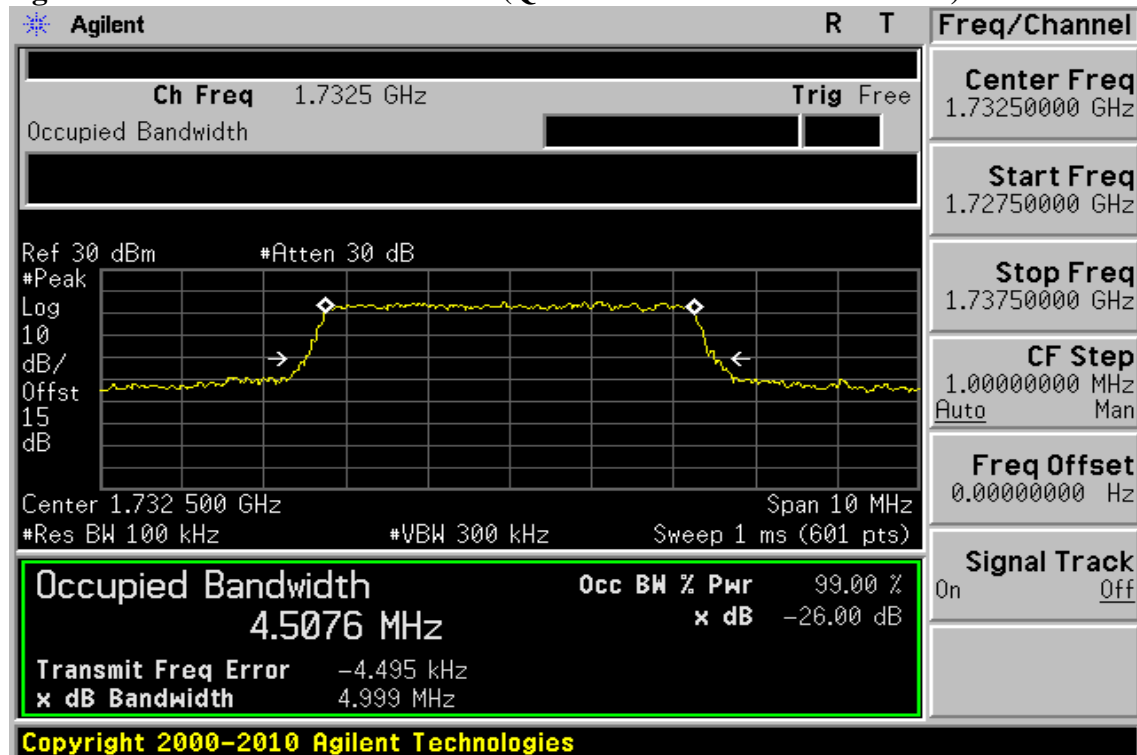 Agilent R T
Ch Freq 1.7325 GHz Trig Free
Occupied Bandwidth
Ref 30 dBm #Atten 30 dB
#Peak
Log
10
dB/
Offst
15
dB
Center 1.732 500 GHz Span 10 MHz
#Res BW 100 kHz #VBW 300 kHz Sweep 1 ms (601 pts)
Occupied Bandwidth Occ BW % Pwr 99.00 %
4.5076 MHz x dB -26.00 dB
Transmit Freq Error -4.495 kHz
x dB Bandwidth 4.999 MHz
Copyright 2000-2010 Agilent Technologies
Freq/Channel
Center Freq
1.73250000 GHz
Start Freq
1.72750000 GHz
Stop Freq
1.73750000 GHz
CF Step
1.00000000 MHz
Auto Man
Freq Offset
0.00000000 Hz
Signal Track
On Off